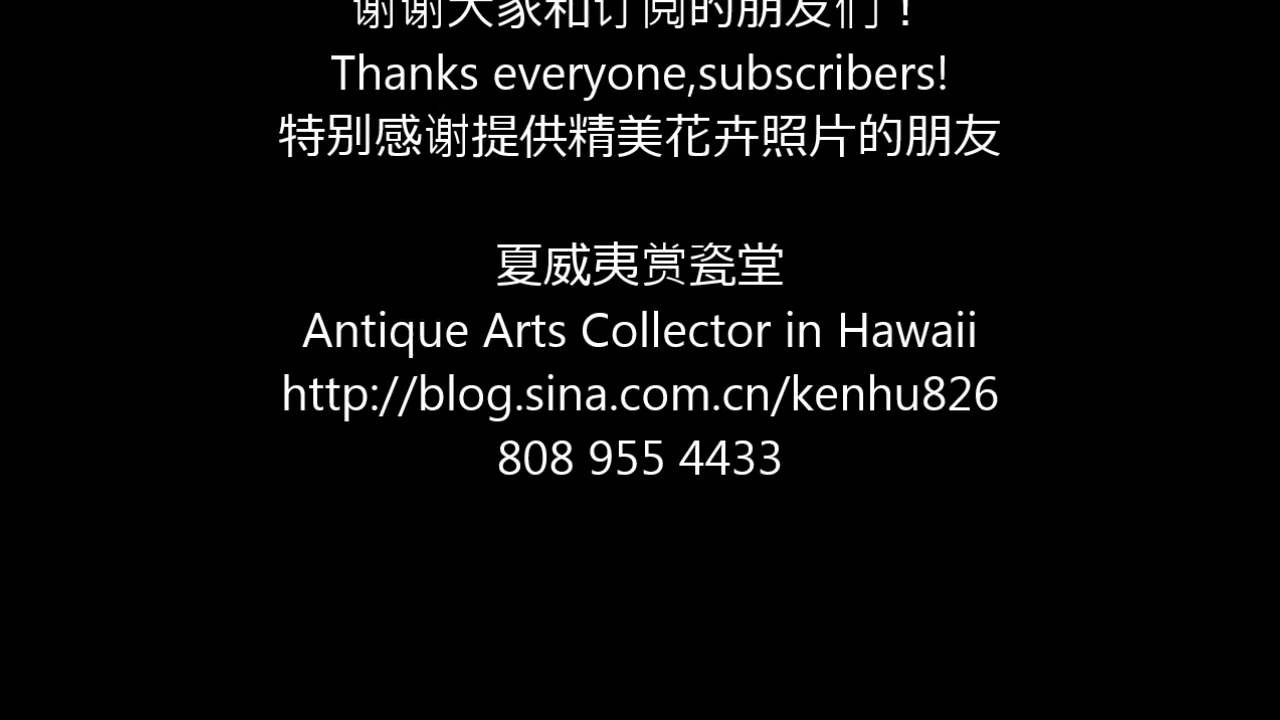 谢谢大家和订阅的朋友们！
Thanks everyone,subscribers!
特别感谢提供精美花卉照片的朋友
夏威夷赏瓷堂
Antique Arts Collector in Hawaii
http://blog.sina.com.cn/kenhu826
808 955 4433